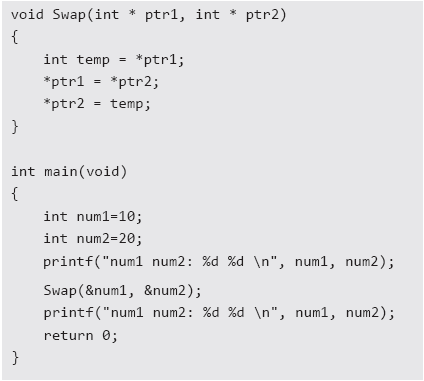 void Swap(int * ptr1, int * ptr2)
{
    int temp = *ptr1;
    *ptr1 = *ptr2;
    *ptr2 = temp;
}

int main(void)
{
    int num1=10;
    int num2=20;
    printf("num1 num2: %d %d \n", num1, num2);
    Swap(&num1, &num2);
    printf("num1 num2: %d %d \n", num1, num2);
    return 0;
}